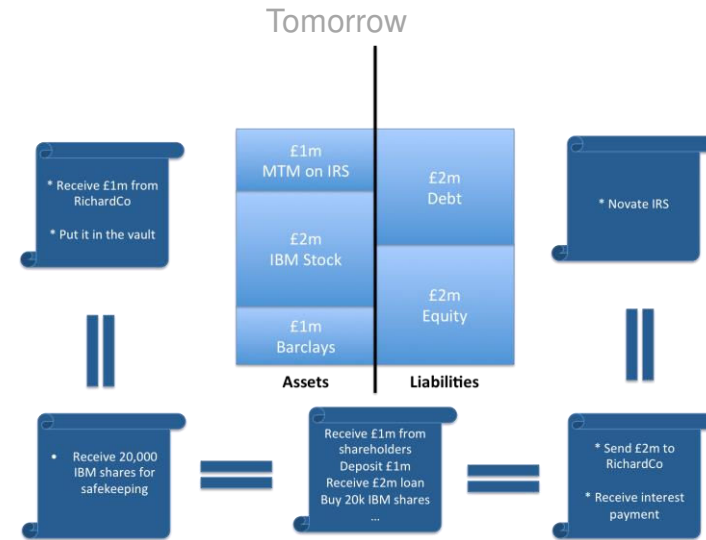 Tomorrow
* Receive £1m from
RichardCo
* Put it in the vault
£1m
MTM on IRS
£2m
IBM Stock
£1m
Barclays
£2m
Debt
£2m
Equity
Assets
Liabilities
* Novate IRS
• Receive 20,000
IBM shares for
safekeeping
Receive £1m from
shareholders
Deposit £1m
Receive £2m loan
Buy 20k IBM shares
...
* Send £2m to
RichardCo
* Receive interest
payment